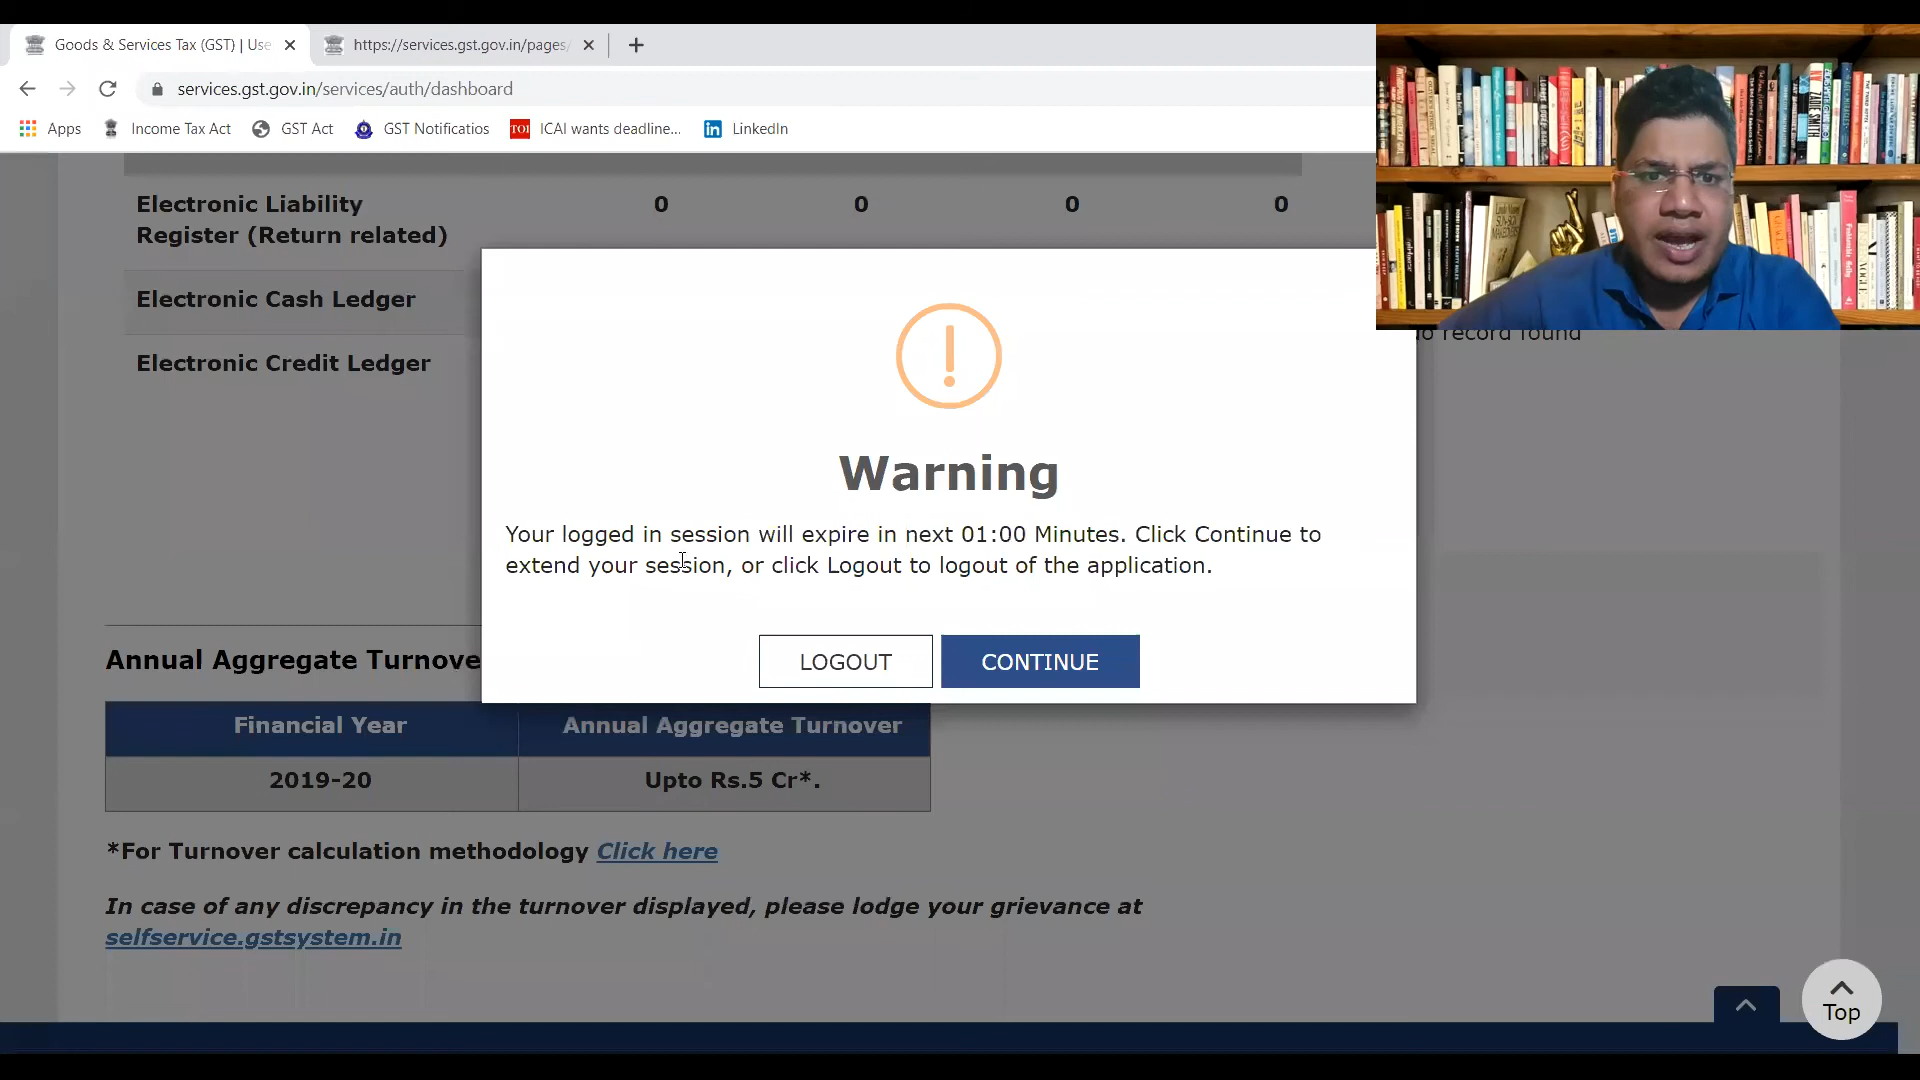 Goods & Services Tax (GST) | Use
https://services.gst.gov.in/pages/
services.gst.gov.in/services/auth/dashboard
Apps
Income Tax Act
GST Act
GST Notificatios
TOI
ICAI wants deadline...
in
LinkedIn
Electronic Liability
Register (Return related)
0 0 0 0
Electronic Cash Ledger
record found
Electronic Credit Ledger
Warning
Your logged in session will expire in next 01:00 Minutes. Click Continue to
extend your session, or click Logout to logout of the application.
LOGOUT
CONTINUE
Annual Aggregate Turnove
Financial Year
Annual Aggregate Turnover
2019-20
Upto Rs.5 Cr*.
*For Turnover calculation methodology Click here
In case of any discrepancy in the turnover displayed, please lodge your grievance at
selfservice.gstsystem.in
Top